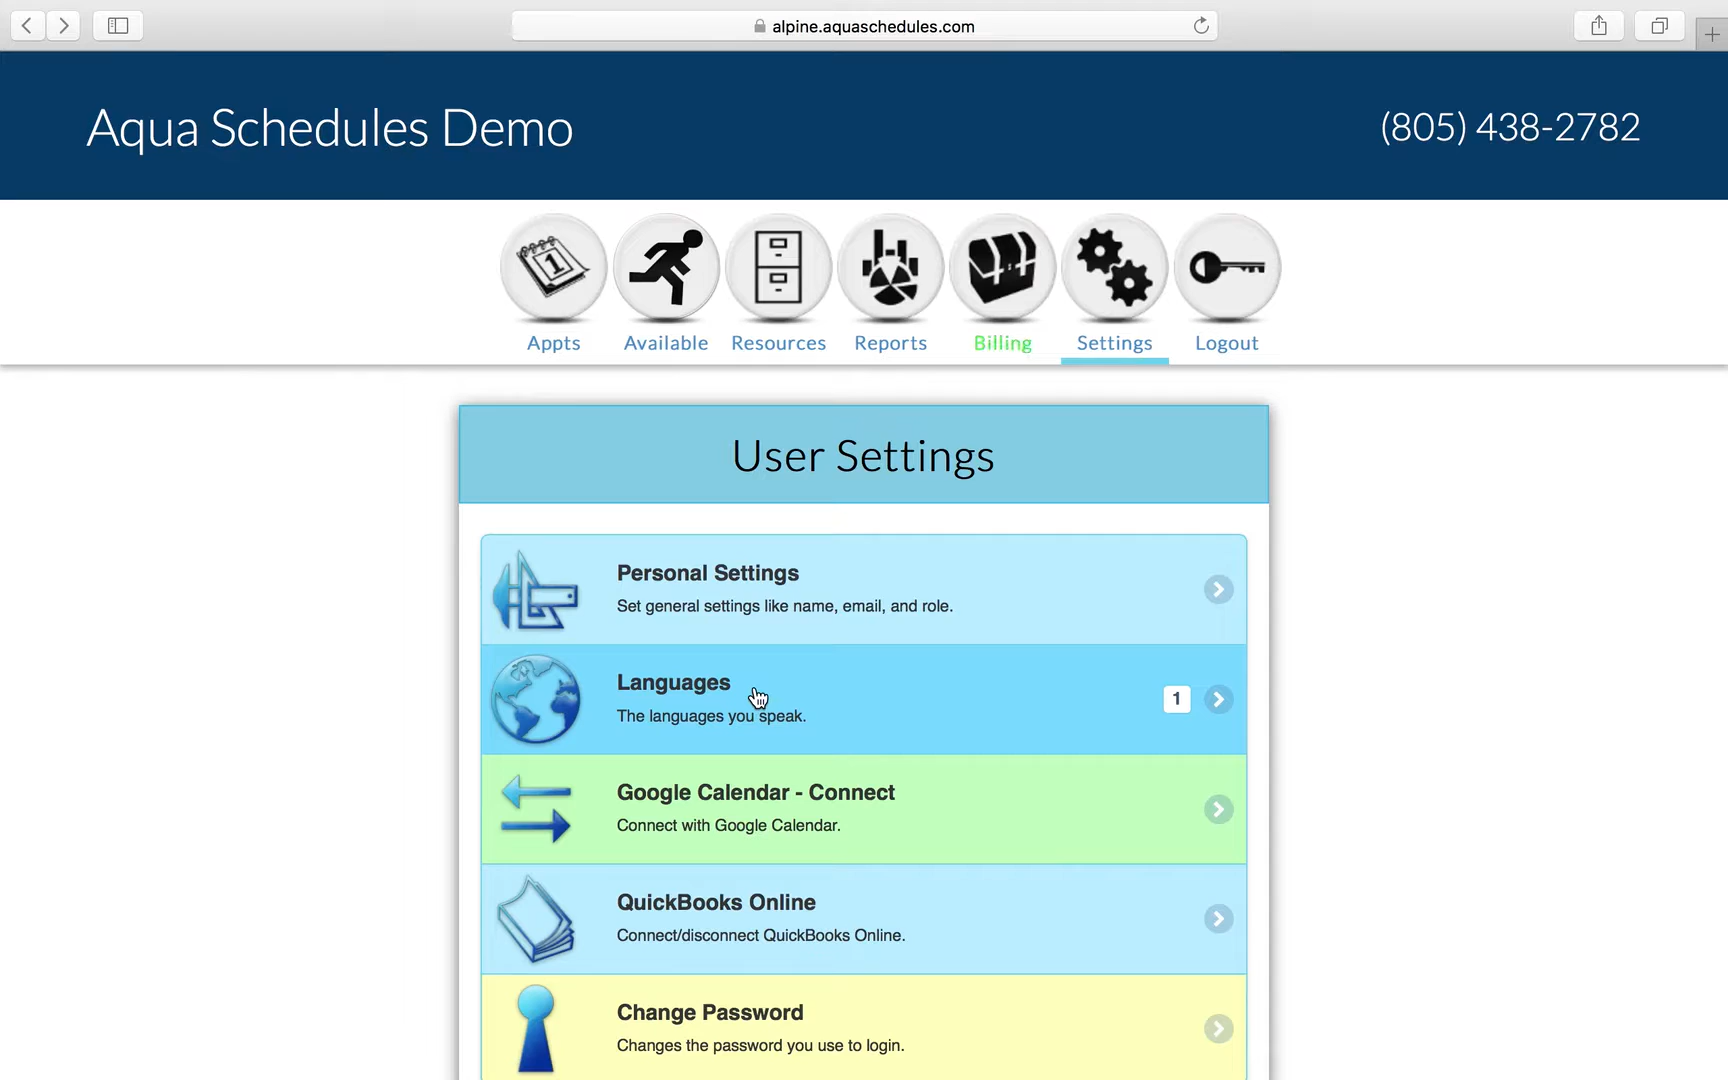 alpine.aquaschedules.com
Aqua Schedules Demo
(805) 438-2782
1
Appts
Available
Resources
Reports
Billing
Settings
Logout
User Settings
Personal Settings
Set general settings like name, email, and role.
Languages
The languages you speak.
1
Google Calendar - Connect
Connect with Google Calendar.
QuickBooks Online
Connect/disconnect QuickBooks Online.
Change Password
Changes the password you use to login.